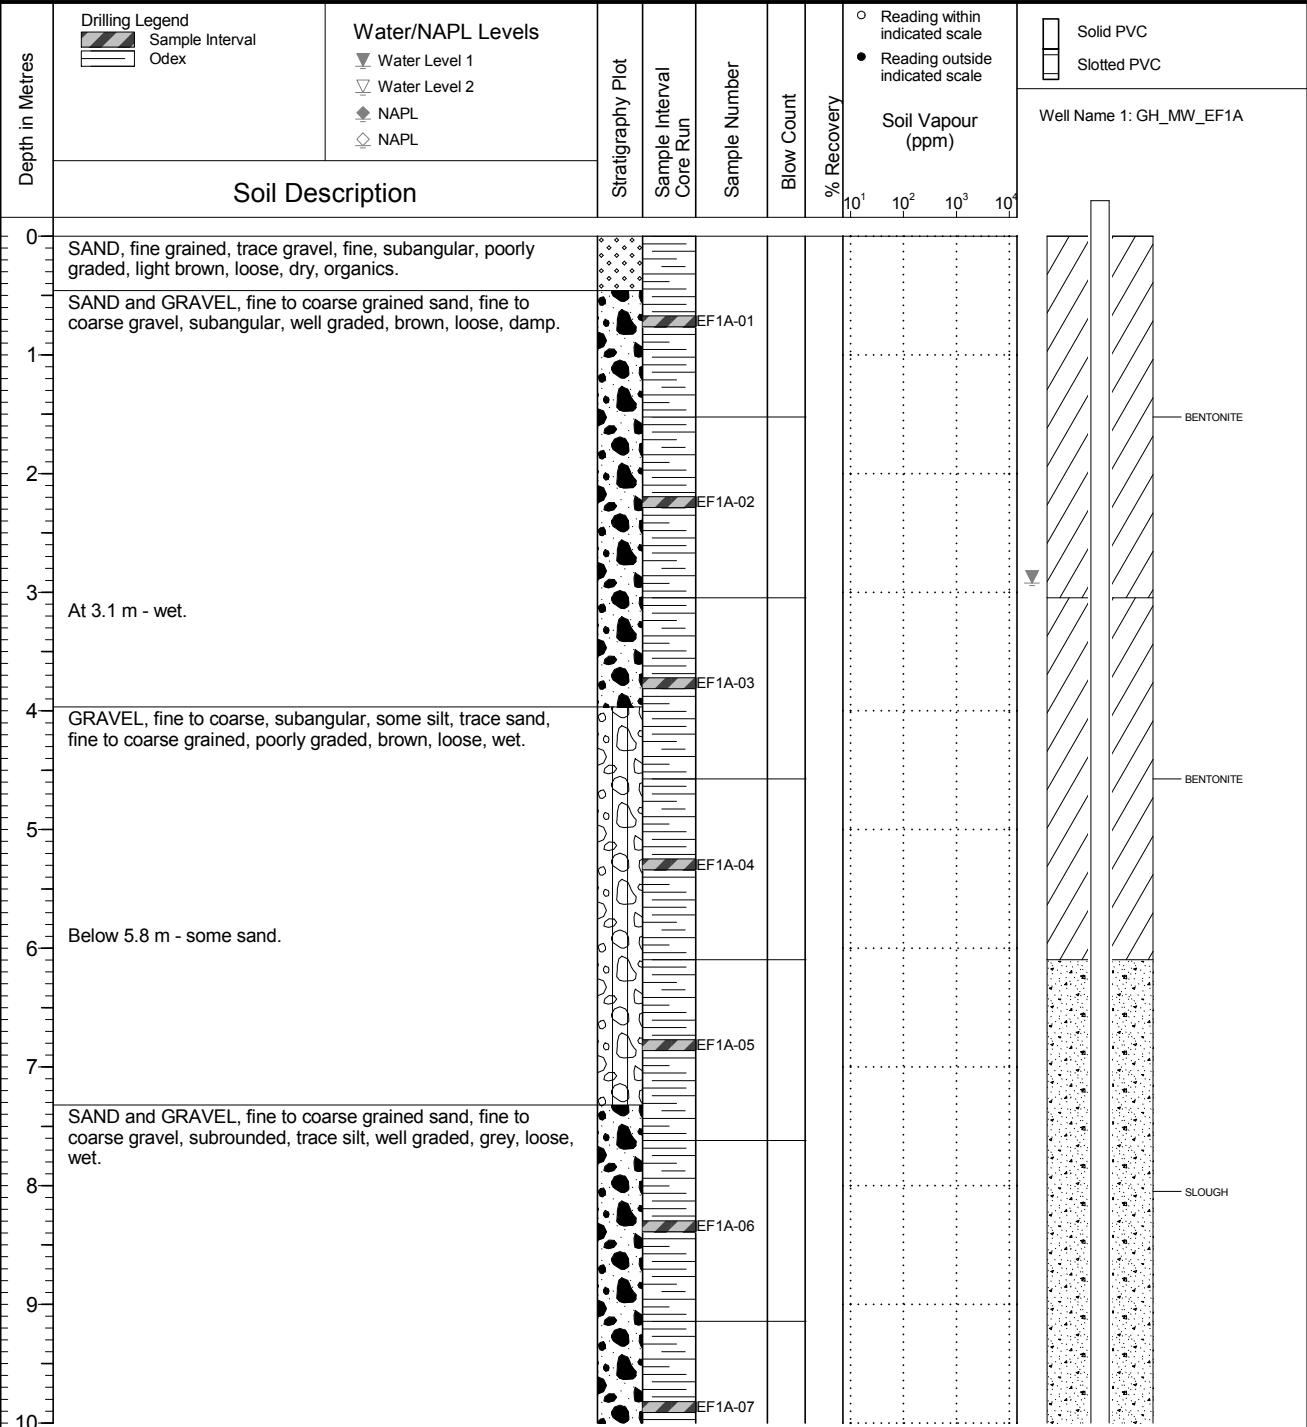 Drilling Legend
Sample Interval
Odex
Water/NAPL Levels
Water Level 1
Water Level 2
NAPL
NAPL
Depth in Metres
Soil Description
Stratigraphy Plot
Sample Interval
Core Run
Sample Number
Blow Count
% Recovery
Reading within
indicated scale
Reading outside
indicated scale
Soil Vapour
(ppm)
10¹ 10² 10³ 10⁴
Solid PVC
Slotted PVC
Well Name 1: GH_MW_EF1A
0
SAND, fine grained, trace gravel, fine, subangular, poorly
graded, light brown, loose, dry, organics.
SAND and GRAVEL, fine to coarse grained sand, fine to
coarse gravel, subangular, well graded, brown, loose, damp.
EF1A-01
1
BENTONITE
2
EF1A-02
3
At 3.1 m - wet.
EF1A-03
4
GRAVEL, fine to coarse, subangular, some silt, trace sand,
fine to coarse grained, poorly graded, brown, loose, wet.
BENTONITE
5
EF1A-04
Below 5.8 m - some sand.
6
EF1A-05
7
SAND and GRAVEL, fine to coarse grained sand, fine to
coarse gravel, subrounded, trace silt, well graded, grey, loose,
wet.
8
SLOUGH
EF1A-06
9
EF1A-07
10